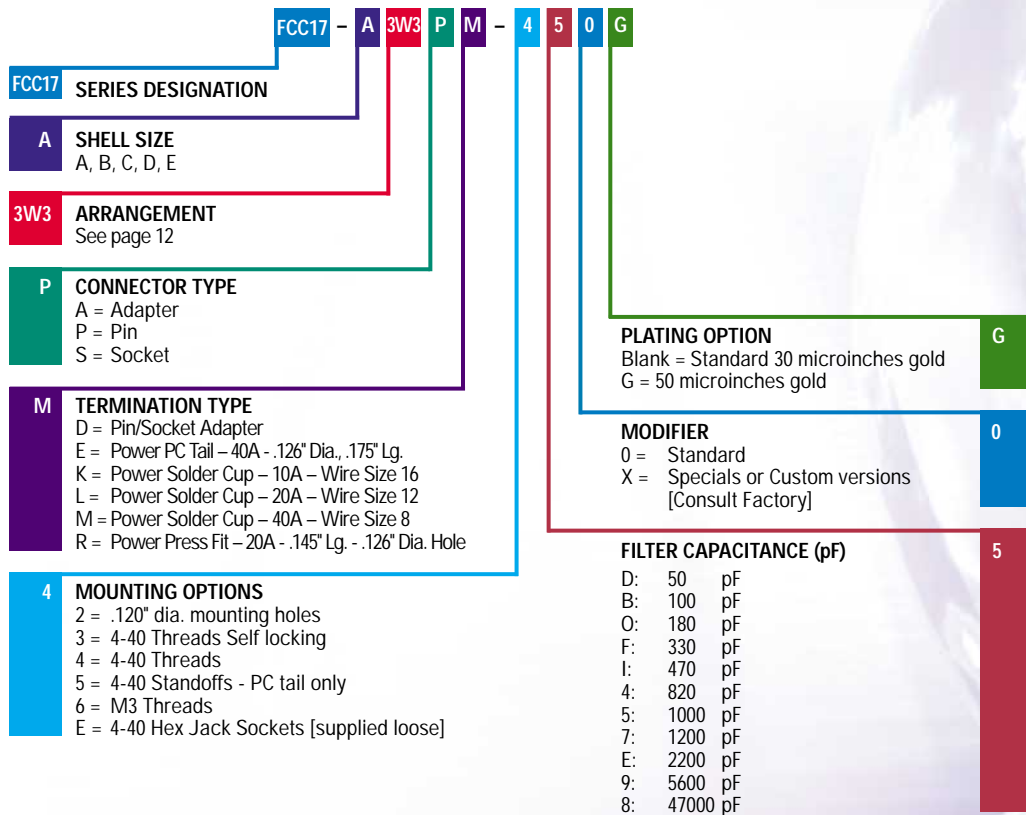 FCC17 – A 3W3 P M – 4 5 0 G
FCC17 SERIES DESIGNATION
A SHELL SIZE
A, B, C, D, E
3W3 ARRANGEMENT
See page 12
P CONNECTOR TYPE
A = Adapter
P = Pin
S = Socket
M TERMINATION TYPE
D = Pin/Socket Adapter
E = Power PC Tail – 40A - .126" Dia., .175" Lg.
K = Power Solder Cup – 10A – Wire Size 16
L = Power Solder Cup – 20A – Wire Size 12
M = Power Solder Cup – 40A – Wire Size 8
R = Power Press Fit – 20A - .145" Lg. - .126" Dia. Hole
4 MOUNTING OPTIONS
2 = .120" dia. mounting holes
3 = 4-40 Threads Self locking
4 = 4-40 Threads
5 = 4-40 Standoffs - PC tail only
6 = M3 Threads
E = 4-40 Hex Jack Sockets [supplied loose]
PLATING OPTION G
Blank = Standard 30 microinches gold
G = 50 microinches gold
MODIFIER 0
0 = Standard
X = Specials or Custom versions
[Consult Factory]
FILTER CAPACITANCE (pF) 5
D: 50 pF
B: 100 pF
O: 180 pF
F: 330 pF
I: 470 pF
4: 820 pF
5: 1000 pF
7: 1200 pF
E: 2200 pF
9: 5600 pF
8: 47000 pF